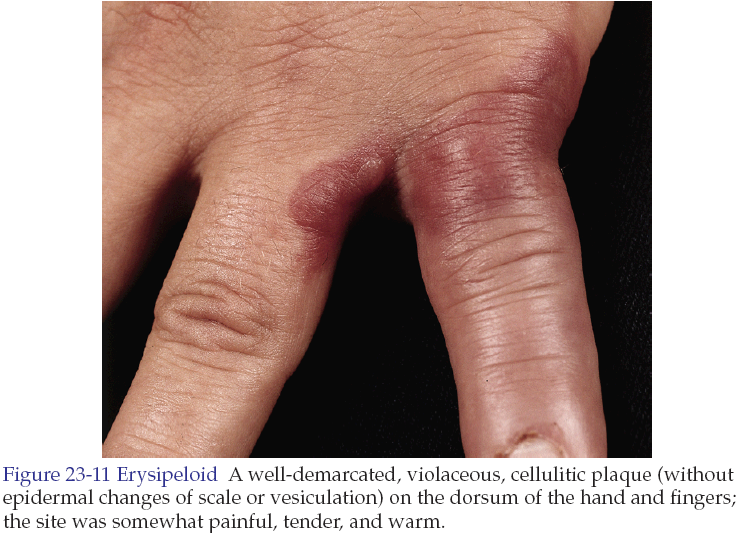 Figure 23-11 Erysipeloid A well-demarcated, violaceous, cellulitic plaque (without
epidermal changes of scale or vesiculation) on the dorsum of the hand and fingers;
the site was somewhat painful, tender, and warm.